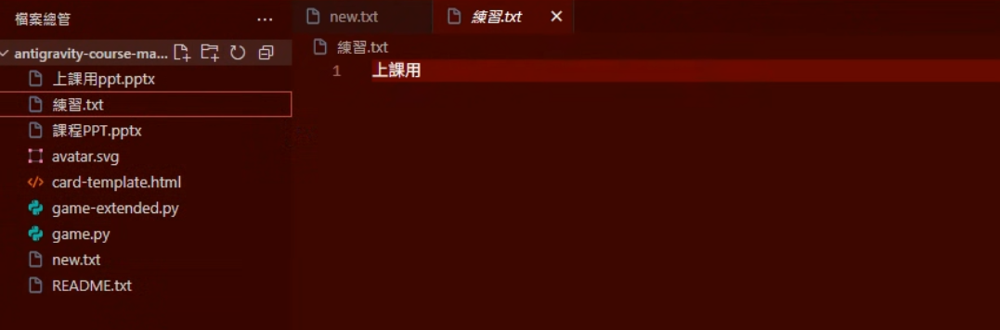 檔案總管
antigravity-course-ma...
上課用ppt.pptx
練習.txt
課程PPT.pptx
avatar.svg
card-template.html
game-extended.py
game.py
new.txt
README.txt
new.txt
練習.txt
練習.txt
1 上課用